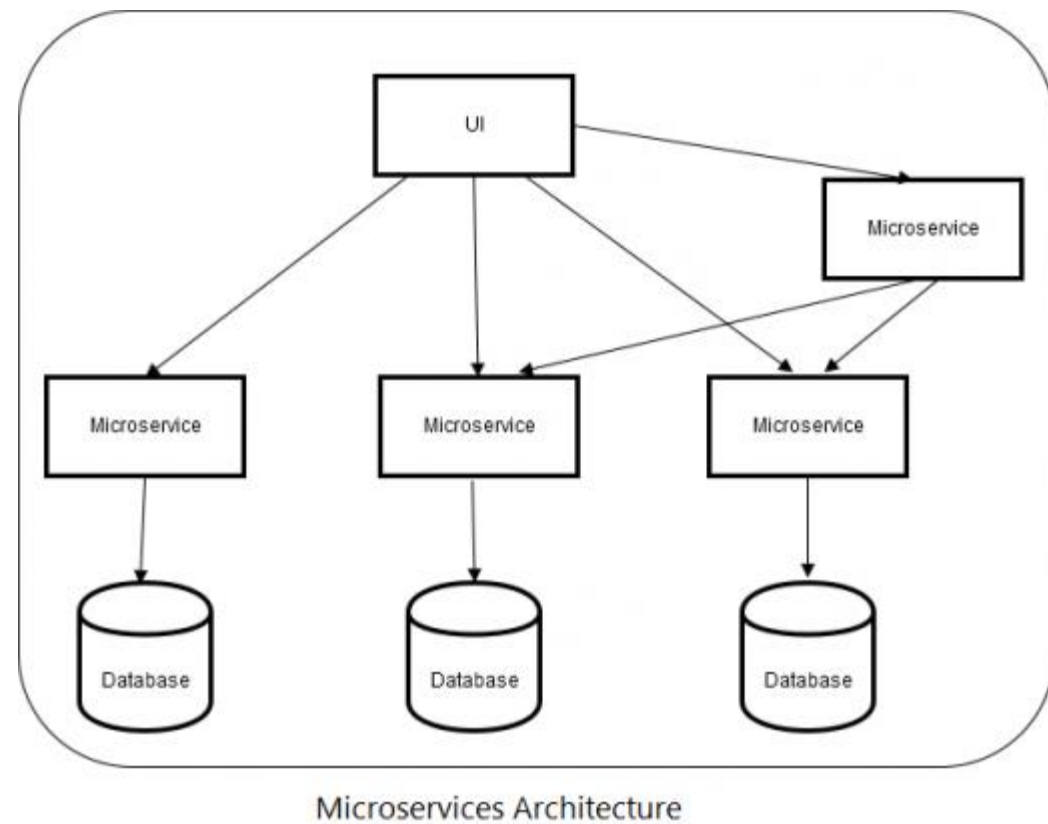 UI
Microservice
Microservice
Microservice
Microservice
Database
Database
Database
Microservices Architecture